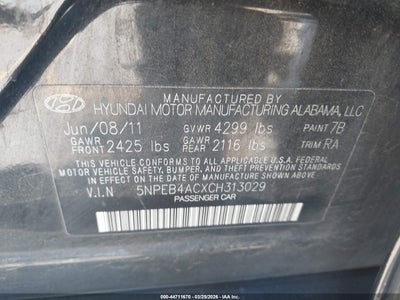 MANUFACTURED BY
HYUNDAI MOTOR MANUFACTURING ALABAMA, LLC
Jun/08/11 GVWR 4299 lbs PAINT 7B
GAWR FRONT 2425 lbs GAWR REAR 2116 lbs TRIM RA
THIS VEHICLE CONFORMS TO ALL APPLICABLE U.S.A. FEDERAL
MOTOR VEHICLE SAFETY, BUMPER, AND THEFT PREVENTION
STANDARDS IN EFFECT ON THE DATE OF MANUFACTURE SHOWN ABOVE.
V.I.N 5NPEB4ACXCH313029
PASSENGER CAR
ID: 000-44711670 03/29/2026 - IAAI